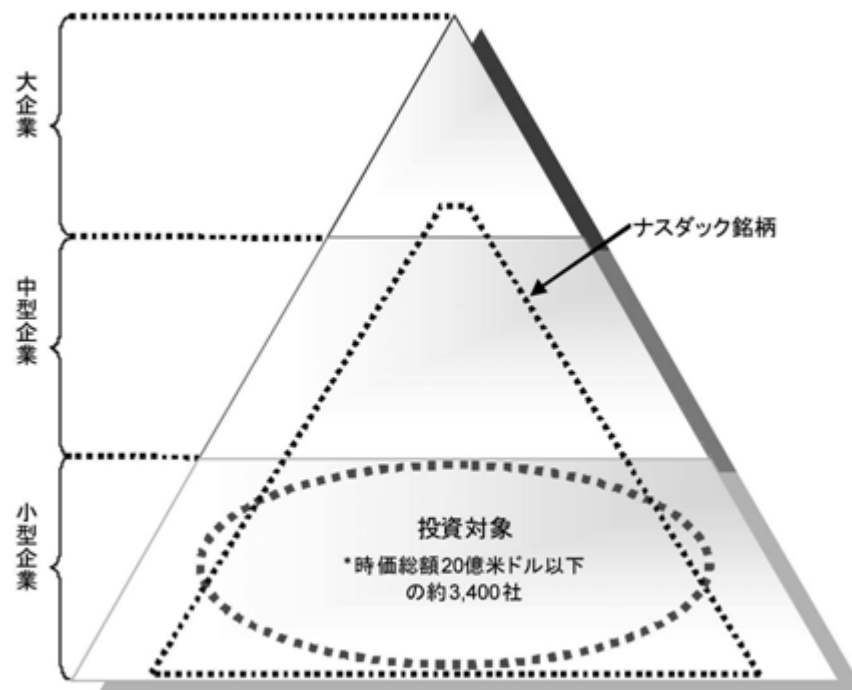 大企業
ナスダック銘柄
中型企業
小型企業
投資対象
*時価総額20億米ドル以下
の約3,400社